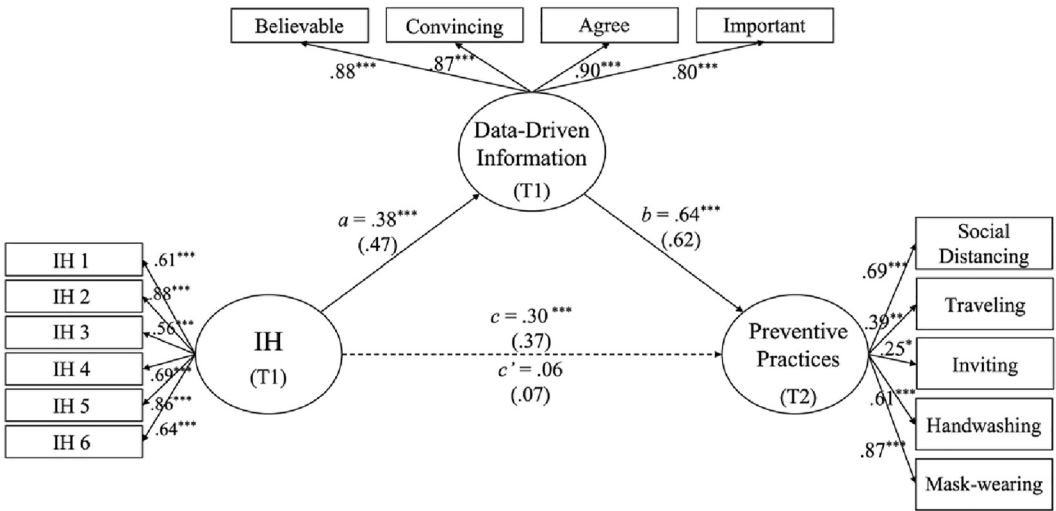 Believable
Convincing
Agree
Important
.88***
.87***
.90***
.80***
Data-Driven
Information
(T1)
a = .38***
(.47)
b = .64***
(.62)
IH 1
IH 2
IH 3
IH 4
IH 5
IH 6
.61***
.88***
.56***
.69***
.86***
.64***
IH
(T1)
c = .30 ***
(.37)
c’ = .06
(.07)
Preventive
Practices
(T2)
.69***
.39**
.25*
.61***
.87***
Social
Distancing
Traveling
Inviting
Handwashing
Mask-wearing